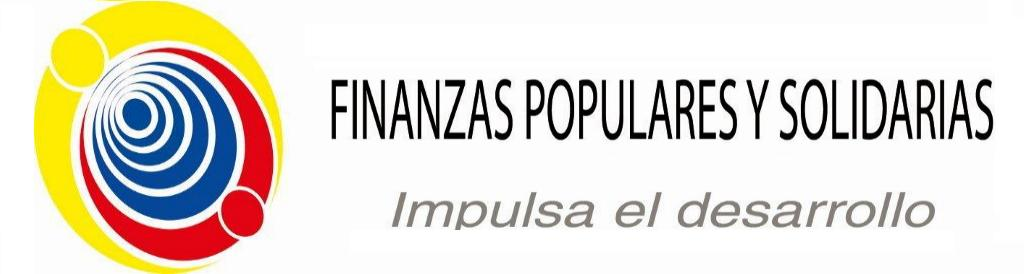 FINANZAS POPULARES Y SOLIDARIAS
Impulsa el desarrollo